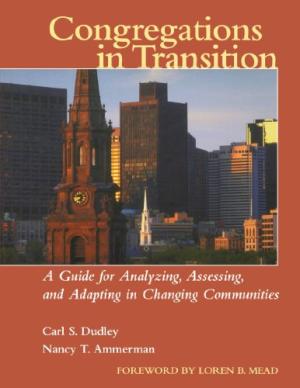 Congregations
in Transition
A Guide for Analyzing, Assessing,
and Adapting in Changing Communities
Carl S. Dudley
Nancy T. Ammerman
FOREWORD BY LOREN B. MEAD